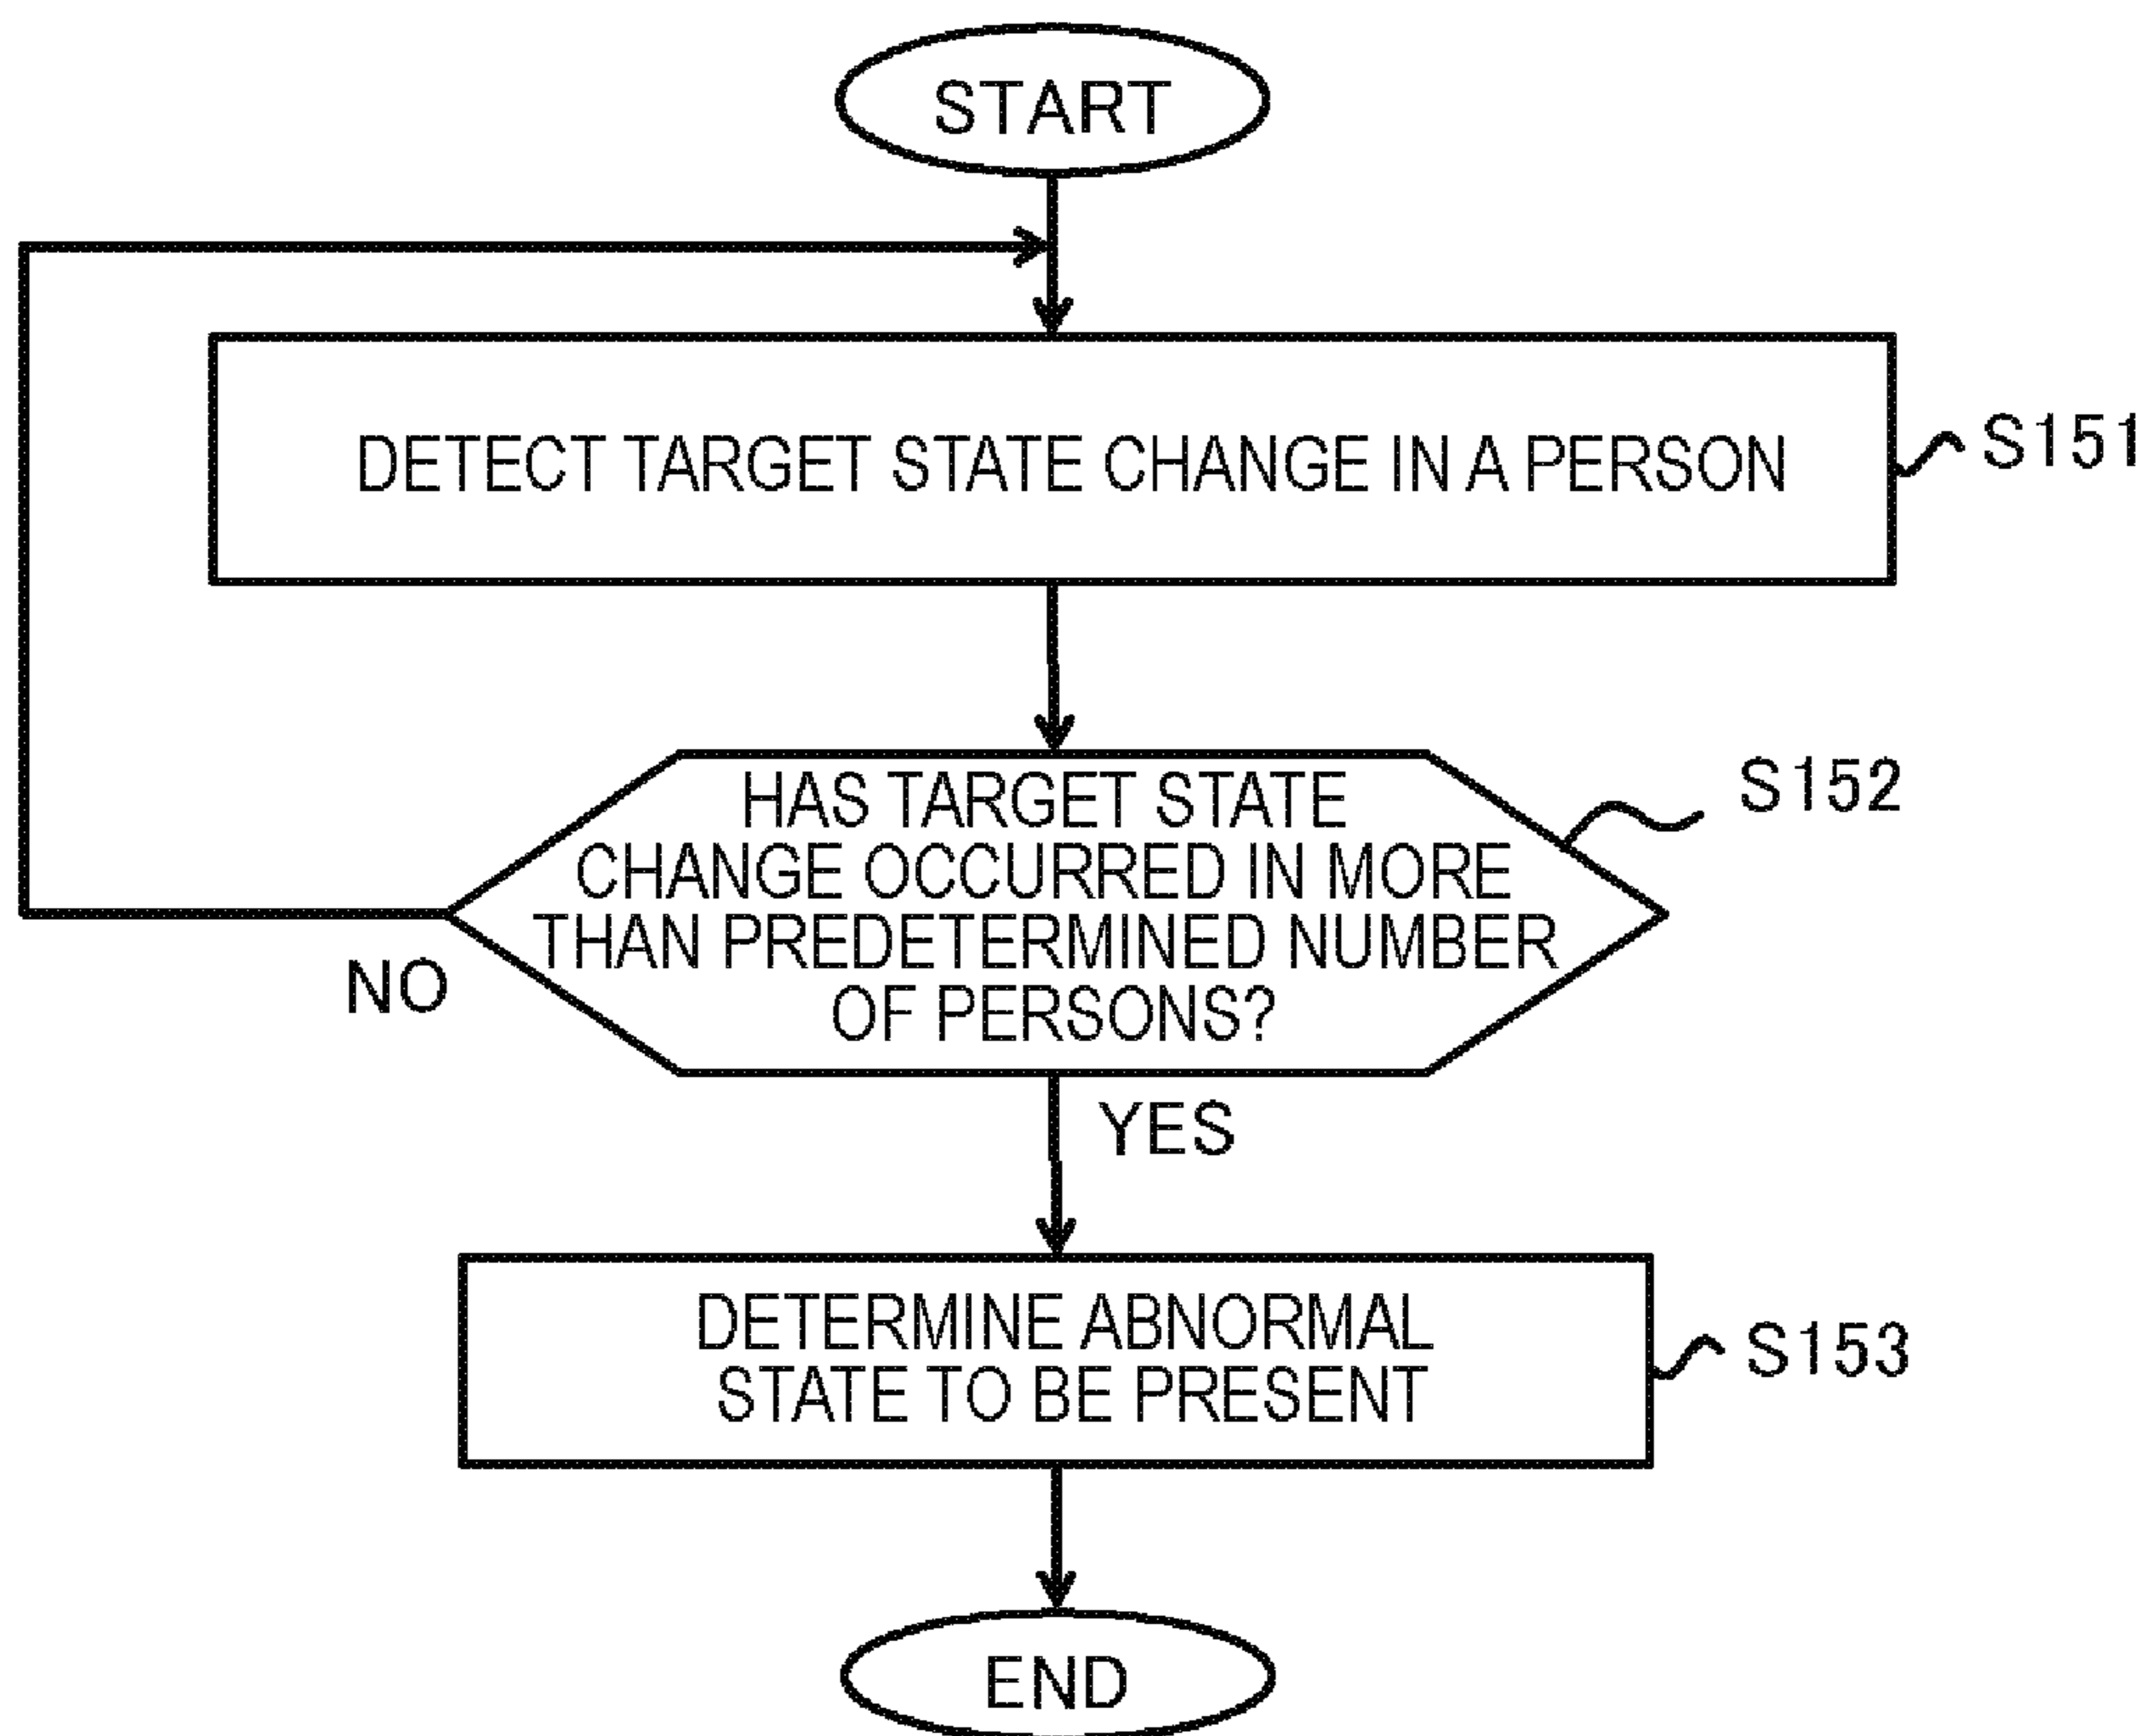 START
DETECT TARGET STATE CHANGE IN A PERSON
S151
HAS TARGET STATE
CHANGE OCCURRED IN MORE
THAN PREDETERMINED NUMBER
OF PERSONS?
S152
NO
YES
DETERMINE ABNORMAL
STATE TO BE PRESENT
S153
END